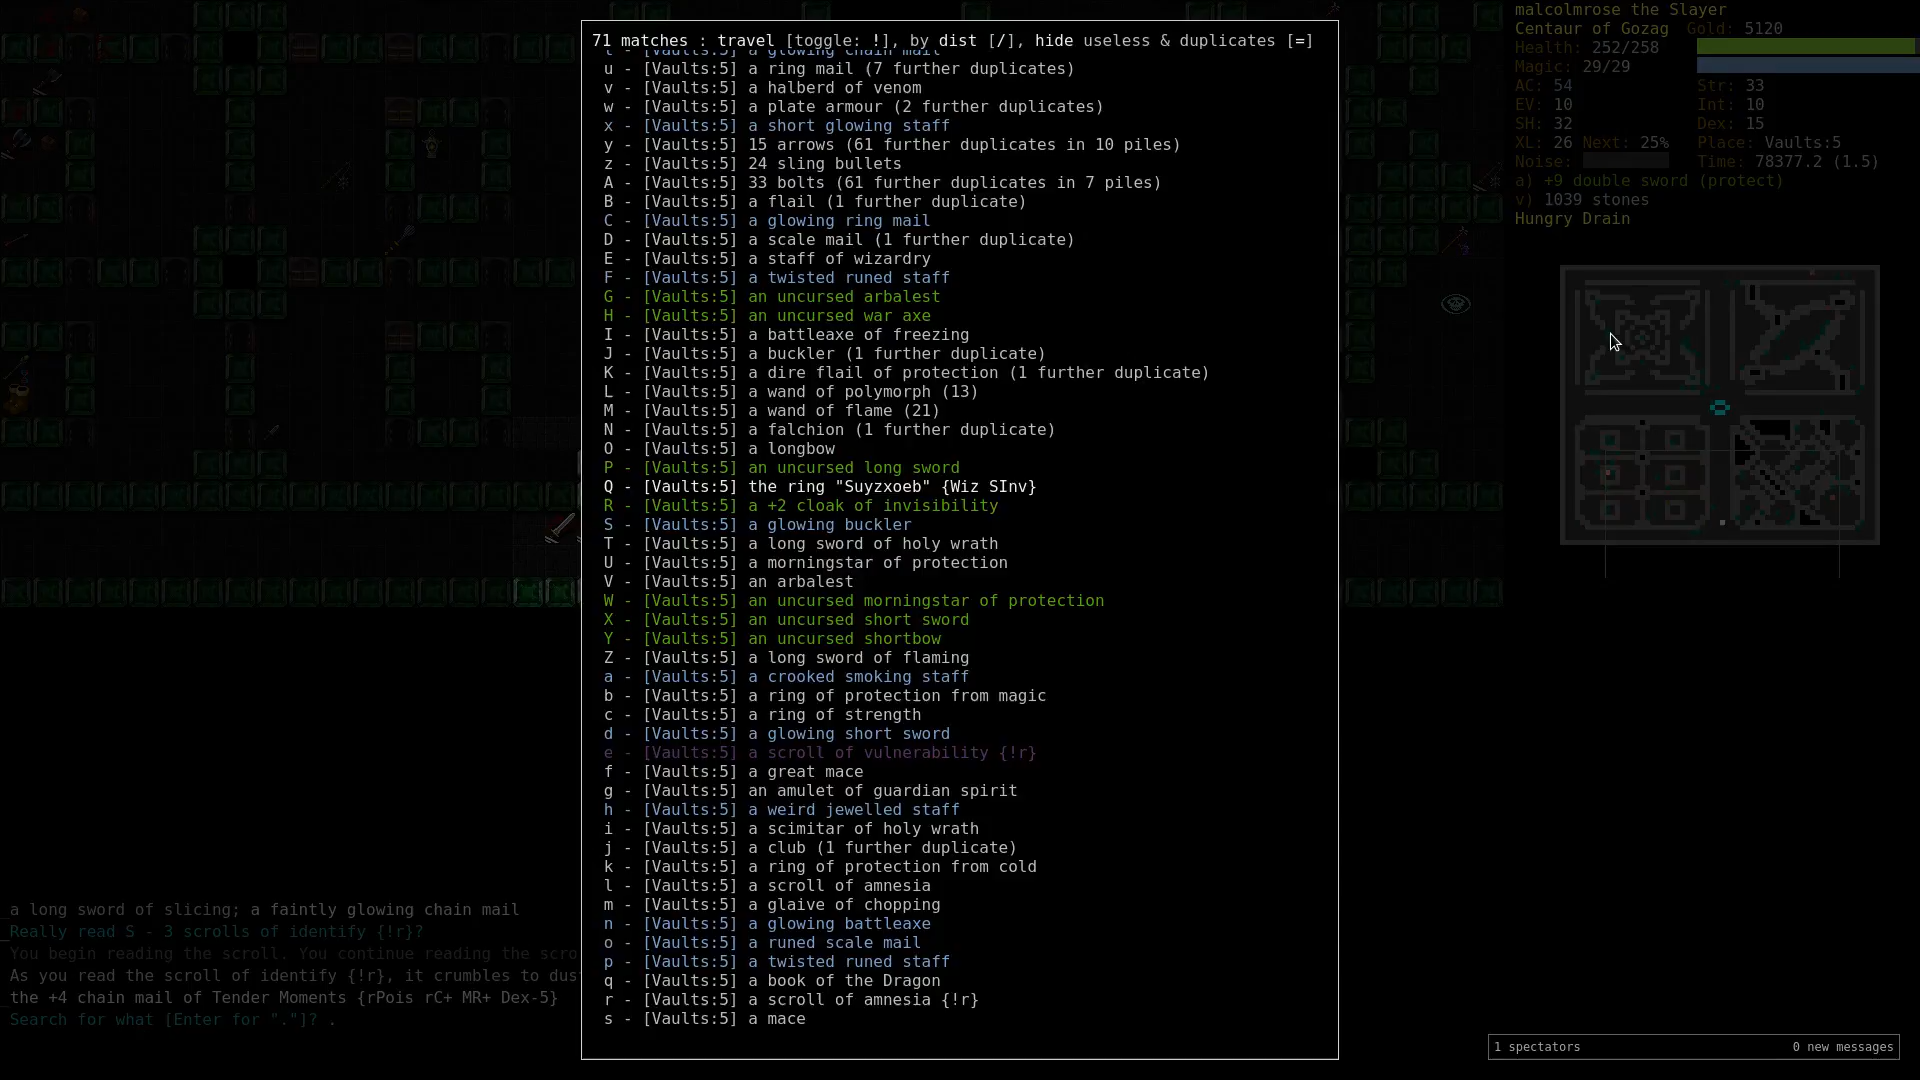 71 matches : travel [toggle: !], by dist [/], hide useless & duplicates [=]
t - [Vaults:5] a glowing chain mail
u - [Vaults:5] a ring mail (7 further duplicates)
v - [Vaults:5] a halberd of venom
w - [Vaults:5] a plate armour (2 further duplicates)
x - [Vaults:5] a short glowing staff
y - [Vaults:5] 15 arrows (61 further duplicates in 10 piles)
z - [Vaults:5] 24 sling bullets
A - [Vaults:5] 33 bolts (61 further duplicates in 7 piles)
B - [Vaults:5] a flail (1 further duplicate)
C - [Vaults:5] a glowing ring mail
D - [Vaults:5] a scale mail (1 further duplicate)
E - [Vaults:5] a staff of wizardry
F - [Vaults:5] a twisted runed staff
G - [Vaults:5] an uncursed arbalest
H - [Vaults:5] an uncursed war axe
I - [Vaults:5] a battleaxe of freezing
J - [Vaults:5] a buckler (1 further duplicate)
K - [Vaults:5] a dire flail of protection (1 further duplicate)
L - [Vaults:5] a wand of polymorph (13)
M - [Vaults:5] a wand of flame (21)
N - [Vaults:5] a falchion (1 further duplicate)
O - [Vaults:5] a longbow
P - [Vaults:5] an uncursed long sword
Q - [Vaults:5] the ring "Suyzxoeb" {Wiz SInv}
R - [Vaults:5] a +2 cloak of invisibility
S - [Vaults:5] a glowing buckler
T - [Vaults:5] a long sword of holy wrath
U - [Vaults:5] a morningstar of protection
V - [Vaults:5] an arbalest
W - [Vaults:5] an uncursed morningstar of protection
X - [Vaults:5] an uncursed short sword
Y - [Vaults:5] an uncursed shortbow
Z - [Vaults:5] a long sword of flaming
a - [Vaults:5] a crooked smoking staff
b - [Vaults:5] a ring of protection from magic
c - [Vaults:5] a ring of strength
d - [Vaults:5] a glowing short sword
e - [Vaults:5] a scroll of vulnerability {!r}
f - [Vaults:5] a great mace
g - [Vaults:5] an amulet of guardian spirit
h - [Vaults:5] a weird jewelled staff
i - [Vaults:5] a scimitar of holy wrath
j - [Vaults:5] a club (1 further duplicate)
k - [Vaults:5] a ring of protection from cold
l - [Vaults:5] a scroll of amnesia
m - [Vaults:5] a glaive of chopping
n - [Vaults:5] a glowing battleaxe
o - [Vaults:5] a runed scale mail
p - [Vaults:5] a twisted runed staff
q - [Vaults:5] a book of the Dragon
r - [Vaults:5] a scroll of amnesia {!r}
s - [Vaults:5] a mace
malcolmrose the Slayer
Centaur of Gozag Gold: 5120
Health: 252/258
Magic: 29/29
AC: 54 Str: 33
EV: 10 Int: 10
SH: 32 Dex: 15
XL: 26 Next: 25% Place: Vaults:5
Noise: Time: 78377.2 (1.5)
a) +9 double sword (protect)
v) 1039 stones
Hungry Drain
_a long sword of slicing; a faintly glowing chain mail
_Really read S - 3 scrolls of identify {!r}?
You begin reading the scroll. You continue reading the scro
As you read the scroll of identify {!r}, it crumbles to dus
the +4 chain mail of Tender Moments {rPois rC+ MR+ Dex-5}
Search for what [Enter for "."]? .
1 spectators 0 new messages